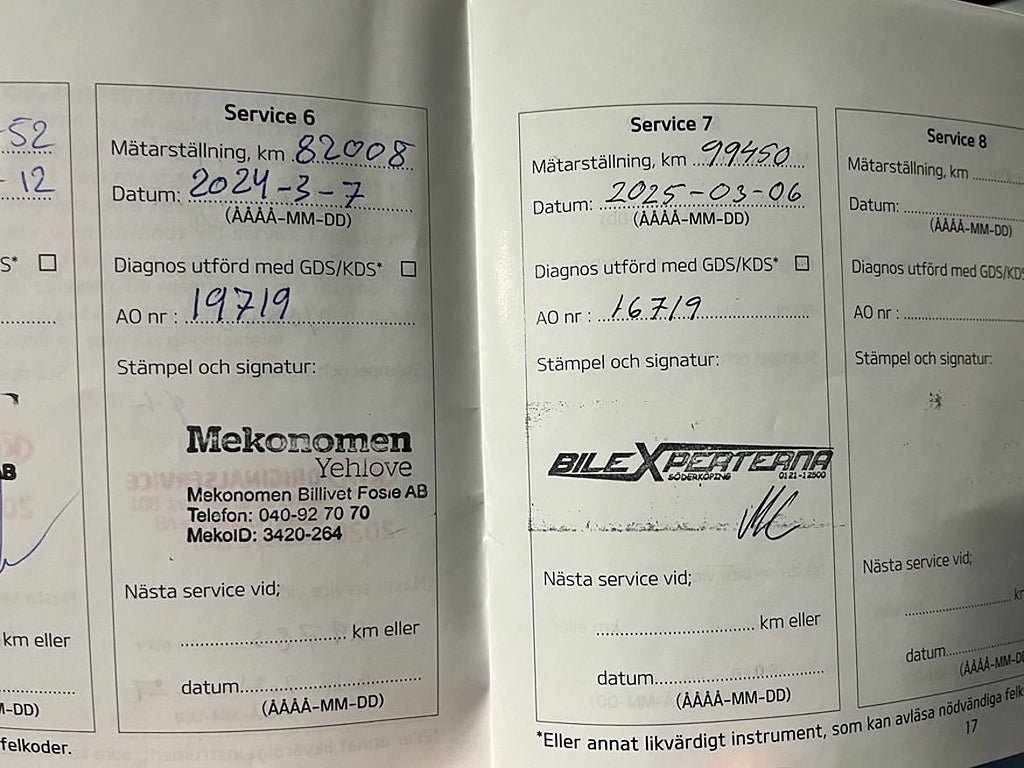 -52
-12
S* ☐
km eller
M-DD)
felkoder.
Service 6
Mätarställning, km 82008
Datum: 2024-3-7
(ÅÅÅÅ-MM-DD)
Diagnos utförd med GDS/KDS* ☐
AO nr : 19719
Stämpel och signatur:
Mekonomen
Yehlove
Mekonomen Billivet Fosie AB
Telefon: 040-92 70 70
MekoID: 3420-264
Nästa service vid;
km eller
datum
(ÅÅÅÅ-MM-DD)
Service 7
Mätarställning, km 99450
Datum: 2025-03-06
(ÅÅÅÅ-MM-DD)
Diagnos utförd med GDS/KDS* ☐
AO nr : 16719
Stämpel och signatur:
BILEXPERTERNA
SÖDERKÖPING 0121-12500
Nästa service vid;
km eller
datum
(ÅÅÅÅ-MM-DD)
Service 8
Mätarställning, km
Datum:
(ÅÅÅÅ-MM-DD)
Diagnos utförd med GDS/KDS
AO nr :
Stämpel och signatur:
Nästa service vid;
datum
(ÅÅÅÅ-MM-DD)
*Eller annat likvärdigt instrument, som kan avläsa nödvändiga felk
17